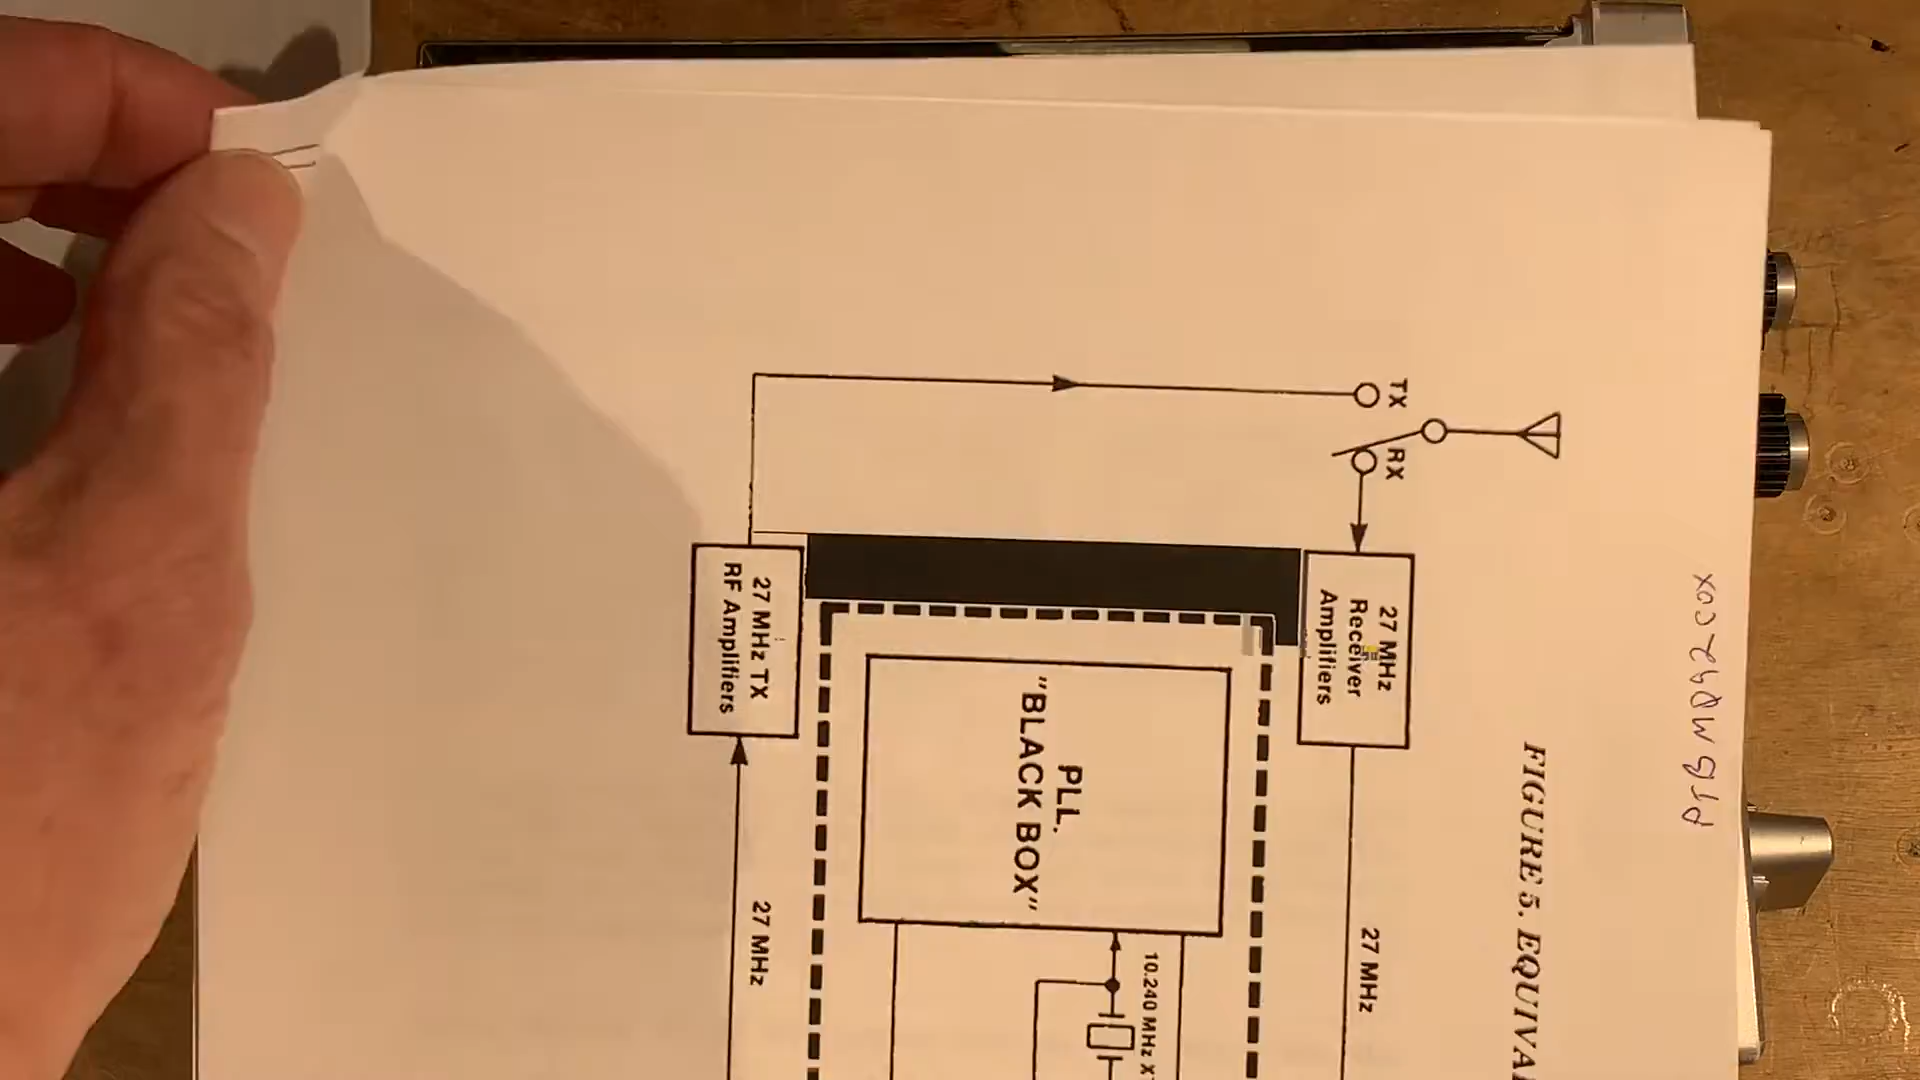 PTBM092COX
FIGURE 5. EQUIVA
TX
RX
27 MHz
Receiver
Amplifiers
27 MHz
10.240 MHz X
PLL.
"BLACK BOX"
27 MHz TX
RF Amplifiers
27 MHz